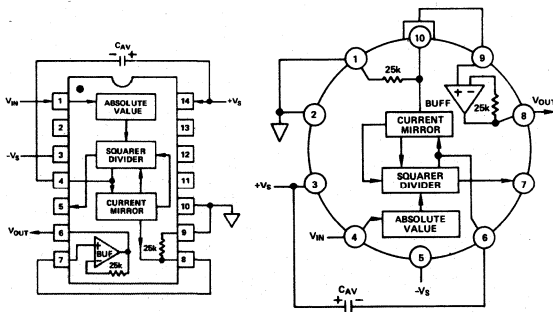 CAV
− +
VIN
1
ABSOLUTE
VALUE
14
+VS
2
13
−VS
3
SQUARER
DIVIDER
12
4
11
5
CURRENT
MIRROR
10
VOUT
6
25k
9
+
BUF
−
25k
7
8
10
1
25k
9
+ −
25k
2
BUFF
8
VOUT
CURRENT
MIRROR
+VS
3
SQUARER
DIVIDER
7
ABSOLUTE
VALUE
VIN
4
6
5
−VS
CAV
+ −